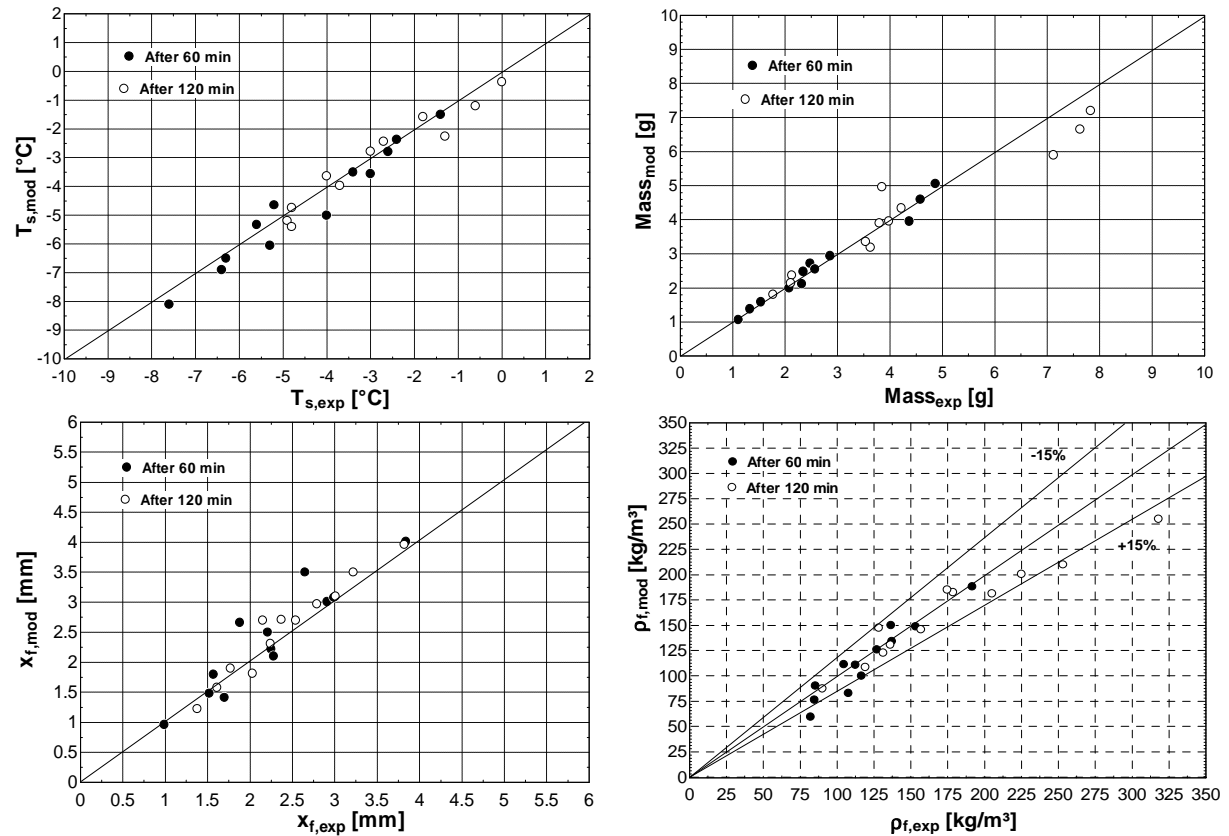 2
1
0
-1
-2
-3
-4
-5
-6
-7
-8
-9
-10
T_s,mod [°C]
After 60 min
After 120 min
-10 -9 -8 -7 -6 -5 -4 -3 -2 -1 0 1 2
T_s,exp [°C]
10
9
8
7
6
5
4
3
2
1
0
Mass_mod [g]
After 60 min
After 120 min
0 1 2 3 4 5 6 7 8 9 10
Mass_exp [g]
6
5.5
5
4.5
4
3.5
3
2.5
2
1.5
1
0.5
0
x_f,mod [mm]
After 60 min
After 120 min
0 0.5 1 1.5 2 2.5 3 3.5 4 4.5 5 5.5 6
x_f,exp [mm]
350
325
300
275
250
225
200
175
150
125
100
75
50
25
0
ρ_f,mod [kg/m³]
After 60 min
After 120 min
-15%
+15%
0 25 50 75 100 125 150 175 200 225 250 275 300 325 350
ρ_f,exp [kg/m³]